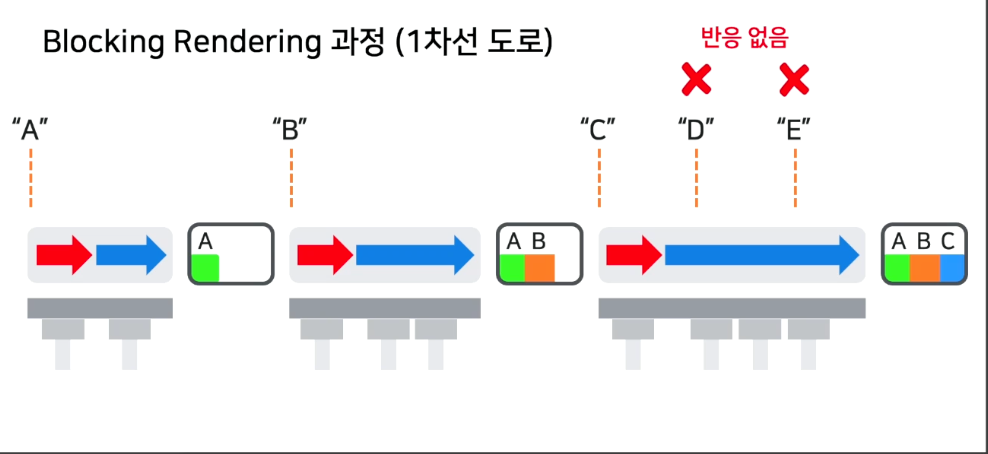 Blocking Rendering 과정 (1차선 도로)
반응 없음
“A”
“B”
“C”
“D”
“E”
A
A B
A B C